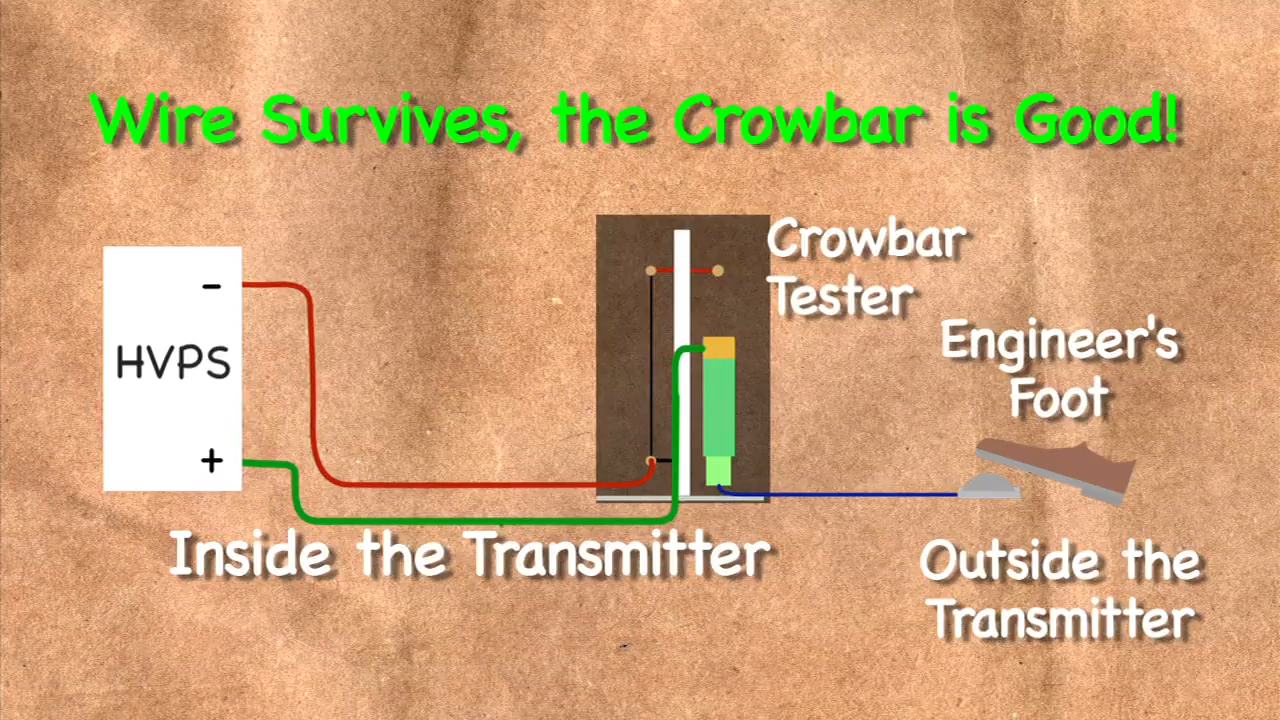 Wire Survives, the Crowbar is Good!
Crowbar
Tester
-
HVPS
+
Engineer's
Foot
Inside the Transmitter
Outside the
Transmitter